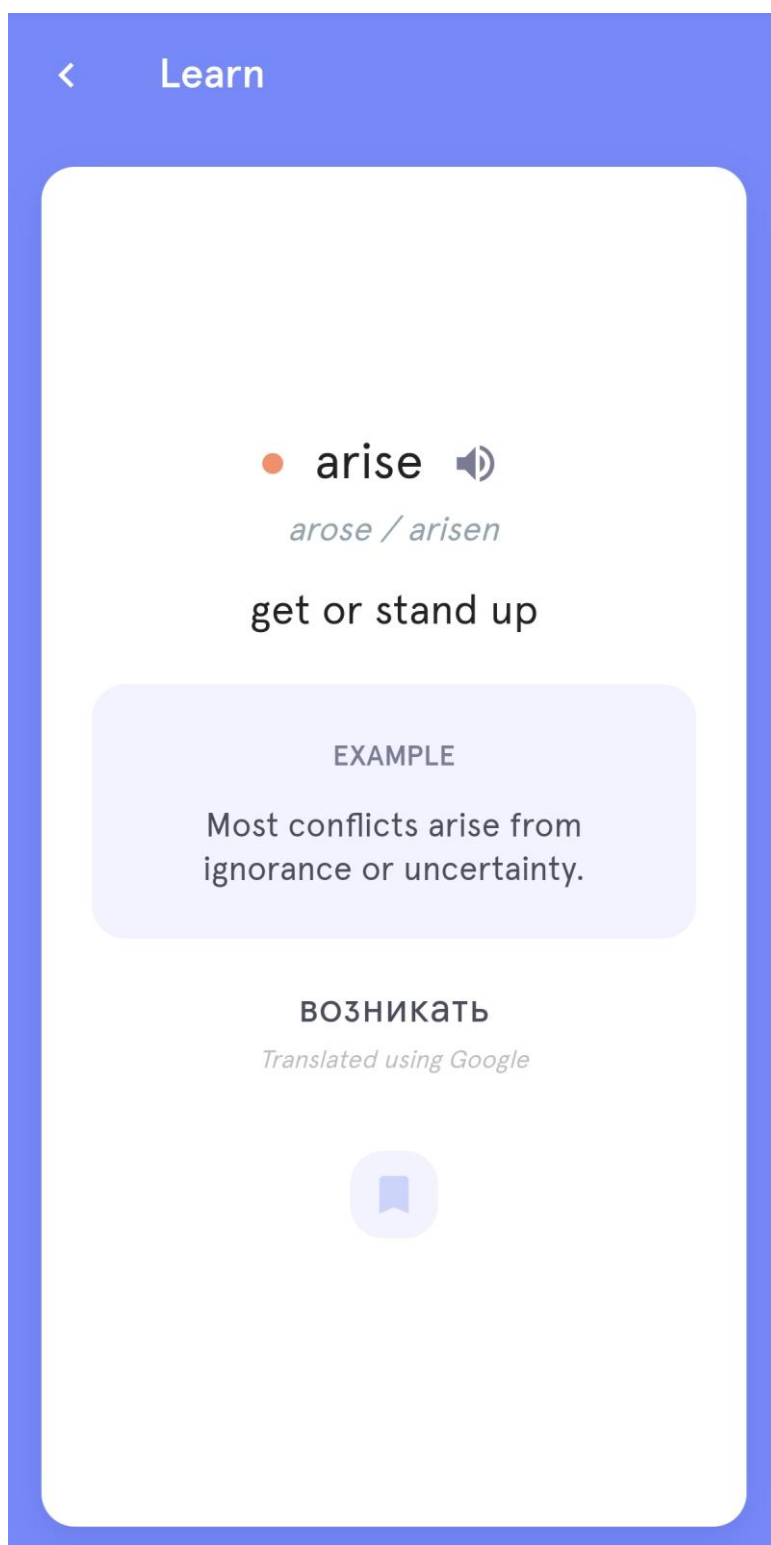 Learn
arise
arose / arisen
get or stand up
EXAMPLE
Most conflicts arise from
ignorance or uncertainty.
возникать
Translated using Google